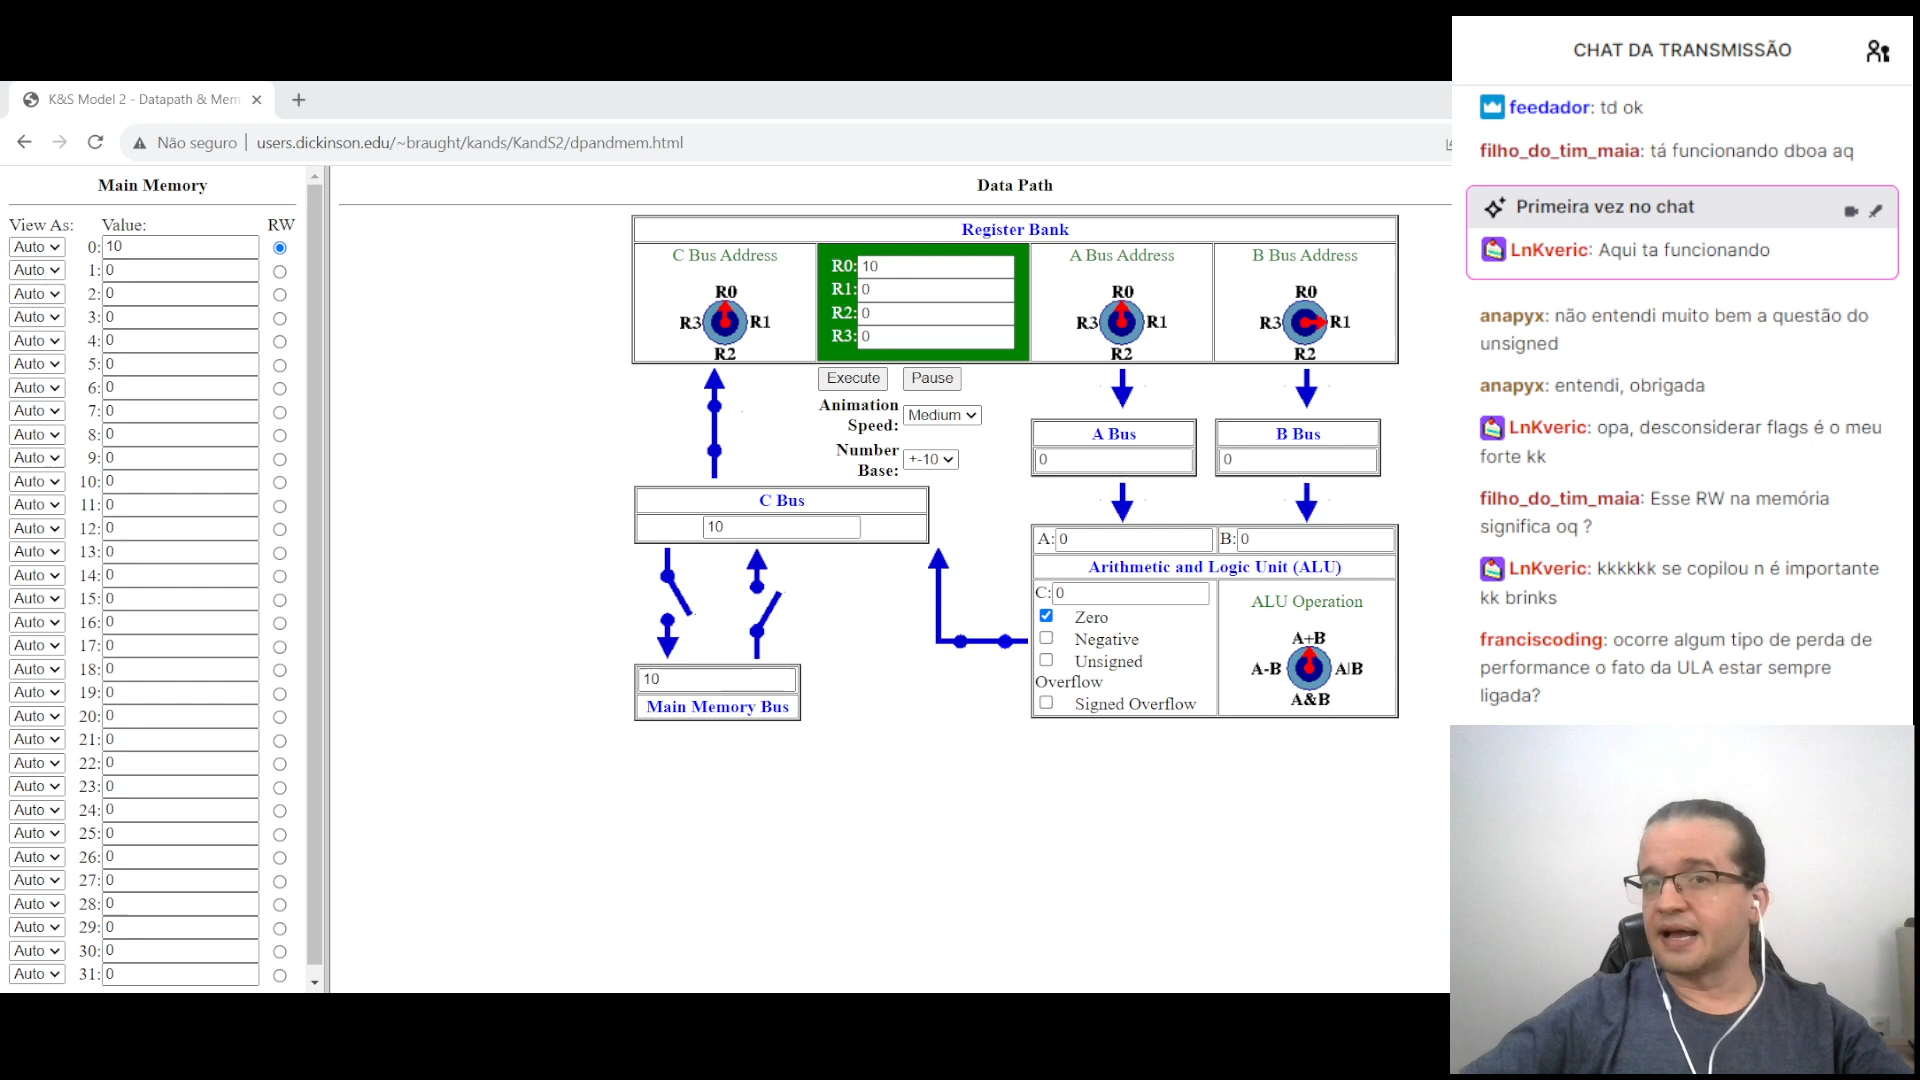 K&S Model 2 - Datapath & Mem
Não seguro
users.dickinson.edu/~braught/kands/KandS2/dpandmem.html
Main Memory
View As: Value: RW
Auto 0: 10
Auto 1: 0
Auto 2: 0
Auto 3: 0
Auto 4: 0
Auto 5: 0
Auto 6: 0
Auto 7: 0
Auto 8: 0
Auto 9: 0
Auto 10: 0
Auto 11: 0
Auto 12: 0
Auto 13: 0
Auto 14: 0
Auto 15: 0
Auto 16: 0
Auto 17: 0
Auto 18: 0
Auto 19: 0
Auto 20: 0
Auto 21: 0
Auto 22: 0
Auto 23: 0
Auto 24: 0
Auto 25: 0
Auto 26: 0
Auto 27: 0
Auto 28: 0
Auto 29: 0
Auto 30: 0
Auto 31: 0
Data Path
Register Bank
C Bus Address
R0
R3 R1
R2
R0: 10
R1: 0
R2: 0
R3: 0
A Bus Address
R0
R3 R1
R2
B Bus Address
R0
R3 R1
R2
Execute Pause
Animation
Speed: Medium
Number
Base: +-10
A Bus
0
B Bus
0
C Bus
10
10
Main Memory Bus
A: 0 B: 0
Arithmetic and Logic Unit (ALU)
C: 0
Zero
Negative
Unsigned
Overflow
Signed Overflow
ALU Operation
A+B
A-B A|B
A&B
CHAT DA TRANSMISSÃO
feedador: td ok
filho_do_tim_maia: tá funcionando dboa aq
Primeira vez no chat
LnKveric: Aqui ta funcionando
anapyx: não entendi muito bem a questão do
unsigned
anapyx: entendi, obrigada
LnKveric: opa, desconsiderar flags é o meu
forte kk
filho_do_tim_maia: Esse RW na memória
significa oq ?
LnKveric: kkkkkk se copilou n é importante
kk brinks
franciscoding: ocorre algum tipo de perda de
performance o fato da ULA estar sempre
ligada?